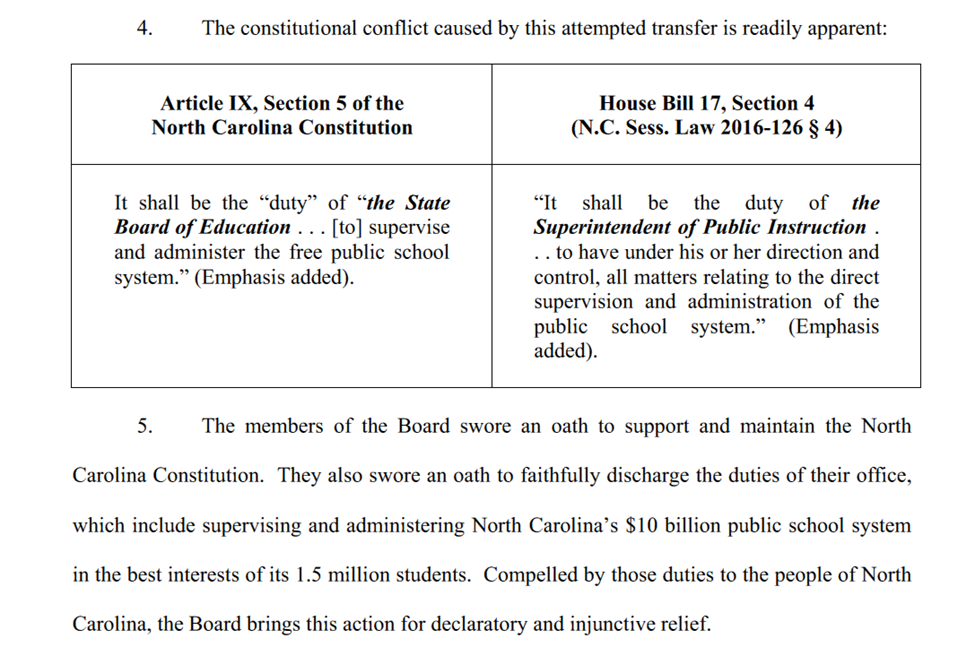 4. The constitutional conflict caused by this attempted transfer is readily apparent:
Article IX, Section 5 of the
North Carolina Constitution
House Bill 17, Section 4
(N.C. Sess. Law 2016-126 § 4)
It shall be the “duty” of “the State
Board of Education . . . [to] supervise
and administer the free public school
system.” (Emphasis added).
“It shall be the duty of the
Superintendent of Public Instruction .
. . to have under his or her direction and
control, all matters relating to the direct
supervision and administration of the
public school system.” (Emphasis
added).
5. The members of the Board swore an oath to support and maintain the North
Carolina Constitution. They also swore an oath to faithfully discharge the duties of their office,
which include supervising and administering North Carolina’s $10 billion public school system
in the best interests of its 1.5 million students. Compelled by those duties to the people of North
Carolina, the Board brings this action for declaratory and injunctive relief.